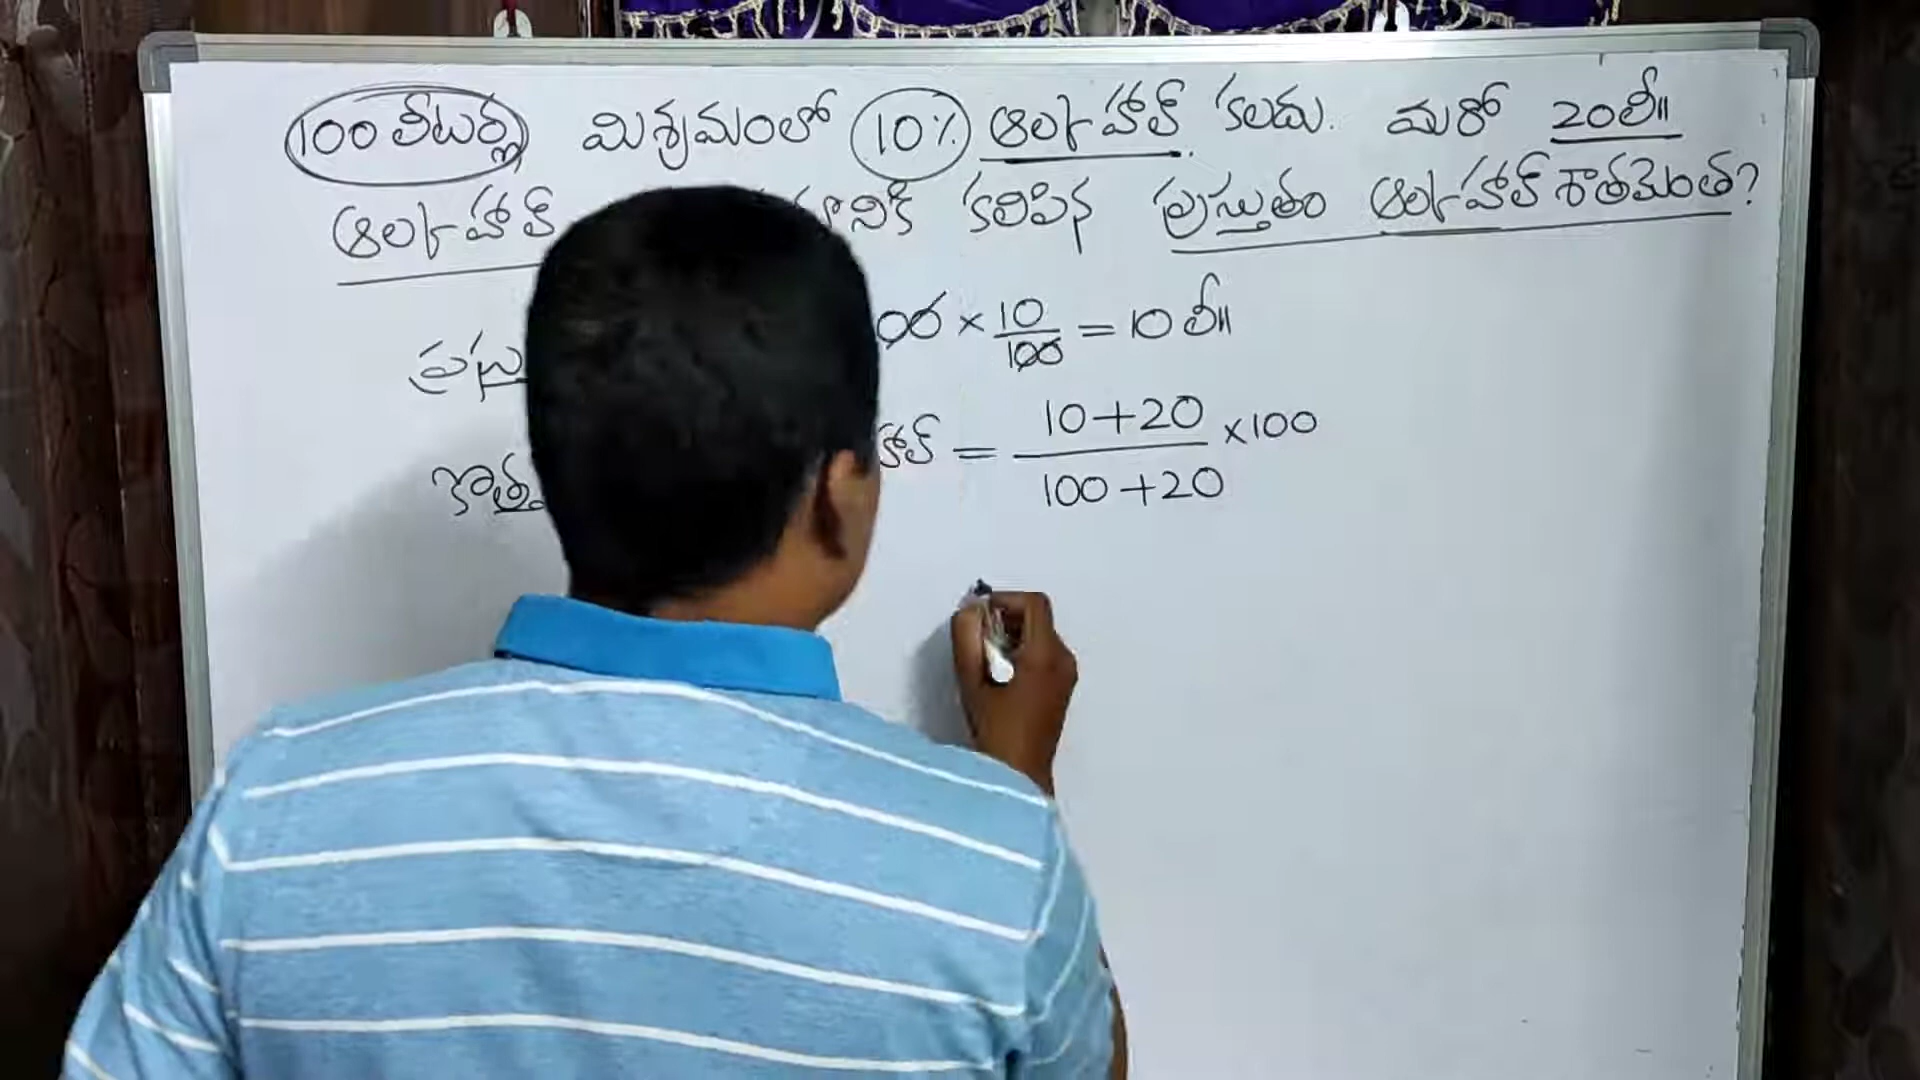 100 లీటర్ల మిశ్రమంలో 10% ఆల్కహాల్ కలదు. మరో 20లీ॥
ఆల్కహాల్ కలిపిన ప్రస్తుతం ఆల్కహాల్ శాతమెంత?
00 × 10/100 = 10 లీ॥
హాల్ = 10+20/100+20 ×100